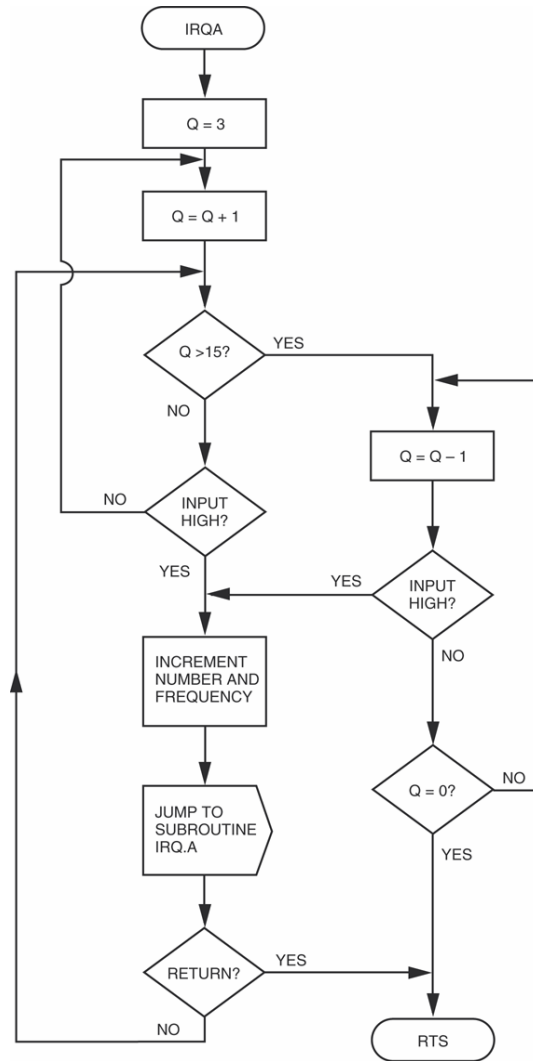 IRQA
Q = 3
Q = Q + 1
Q >15?
YES
NO
Q = Q – 1
NO
INPUT
HIGH?
YES
YES
INPUT
HIGH?
NO
INCREMENT
NUMBER AND
FREQUENCY
JUMP TO
SUBROUTINE
IRQ.A
Q = 0?
NO
YES
RETURN?
YES
NO
RTS